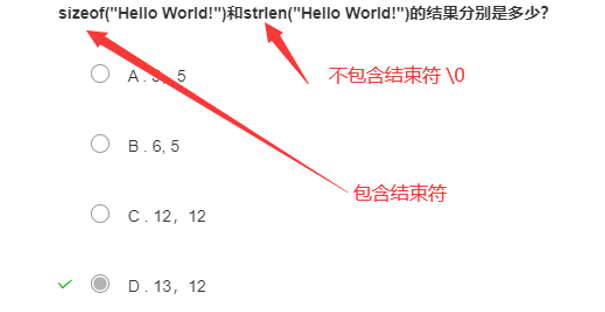 sizeof("Hello World!")和strlen("Hello World!")的结果分别是多少?
A . 5, 5
不包含结束符 \0
B . 6, 5
包含结束符
C . 12，12
D . 13，12